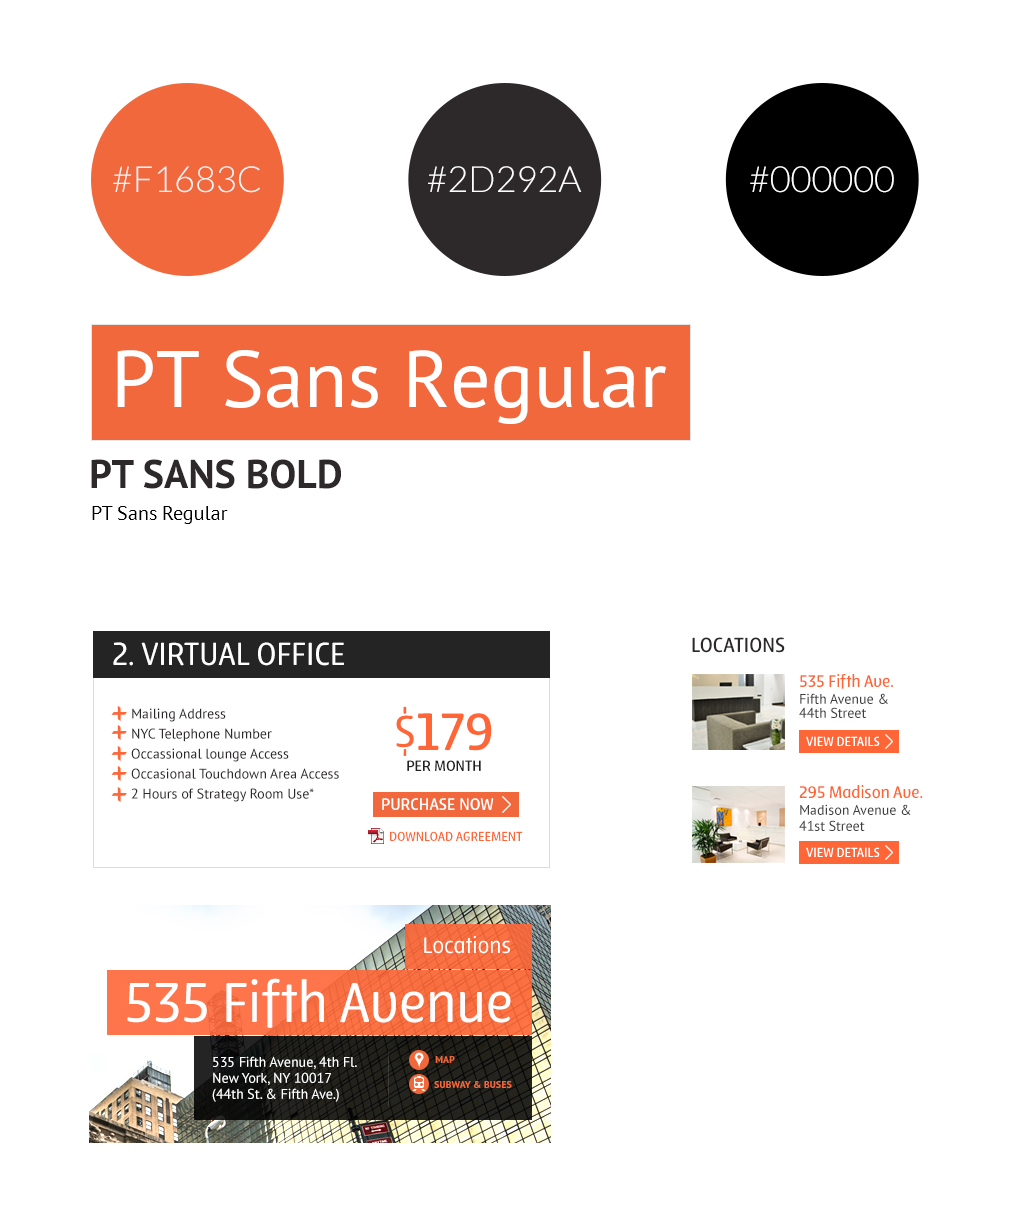 #F1683C
#2D292A
#000000
PT Sans Regular
PT SANS BOLD
PT Sans Regular
2. VIRTUAL OFFICE
Mailing Address
NYC Telephone Number
Occassional lounge Access
Occasional Touchdown Area Access
2 Hours of Strategy Room Use*
$179
PER MONTH
PURCHASE NOW
DOWNLOAD AGREEMENT
LOCATIONS
535 Fifth Ave.
Fifth Avenue &
44th Street
VIEW DETAILS
295 Madison Ave.
Madison Avenue &
41st Street
VIEW DETAILS
Locations
535 Fifth Avenue
535 Fifth Avenue, 4th Fl.
New York, NY 10017
(44th St. & Fifth Ave.)
MAP
SUBWAY & BUSES